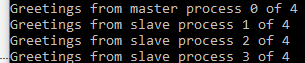 Greetings from master process 0 of 4
Greetings from slave process 1 of 4
Greetings from slave process 2 of 4
Greetings from slave process 3 of 4